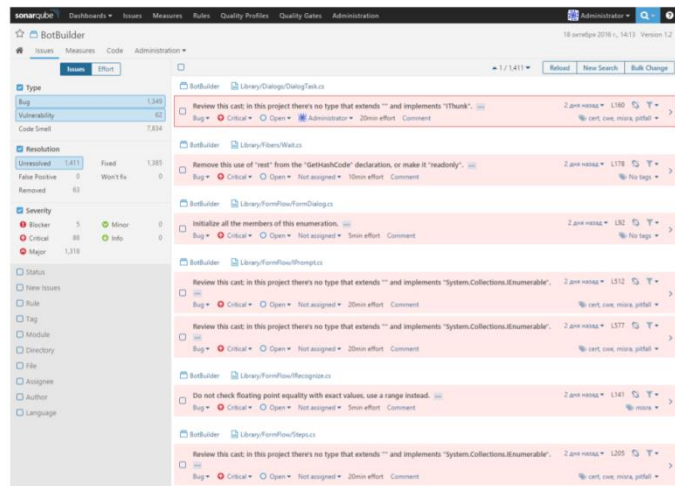 sonarqube Dashboards Issues Measures Rules Quality Profiles Quality Gates Administration Administrator
BotBuilder 18 октября 2016 г., 14:13 Version 1.2
Issues Measures Code Administration
Issues Effort 1 / 1,411 Reload New Search Bulk Change
Type
Bug 1,349
Vulnerability 62
Code Smell 7,634
Resolution
Unresolved 1,411 Fixed 1,385
False Positive 0 Won't fix 0
Removed 63
Severity
Blocker 5 Minor 0
Critical 88 Info 0
Major 1,318
Status
New Issues
Rule
Tag
Module
Directory
File
Assignee
Author
Language
BotBuilder Library/Dialogs/DialogTask.cs
Review this cast; in this project there's no type that extends "" and implements "IThunk". 2 дня назад L160
Bug Critical Open Administrator 20min effort Comment cert, cwe, misra, pitfall
BotBuilder Library/Fibers/Wait.cs
Remove this use of "rest" from the "GetHashCode" declaration, or make it "readonly". 2 дня назад L178
Bug Critical Open Not assigned 10min effort Comment No tags
BotBuilder Library/FormFlow/FormDialog.cs
Initialize all the members of this enumeration. 2 дня назад L92
Bug Critical Open Not assigned 5min effort Comment No tags
BotBuilder Library/FormFlow/IPrompt.cs
Review this cast; in this project there's no type that extends "" and implements "System.Collections.IEnumerable". 2 дня назад L512
Bug Critical Open Not assigned 20min effort Comment cert, cwe, misra, pitfall
Review this cast; in this project there's no type that extends "" and implements "System.Collections.IEnumerable". 2 дня назад L577
Bug Critical Open Not assigned 20min effort Comment cert, cwe, misra, pitfall
BotBuilder Library/FormFlow/IRecognize.cs
Do not check floating point equality with exact values, use a range instead. 2 дня назад L141
Bug Critical Open Not assigned 5min effort Comment misra
BotBuilder Library/FormFlow/Steps.cs
Review this cast; in this project there's no type that extends "" and implements "System.Collections.IEnumerable". 2 дня назад L205
Bug Critical Open Not assigned 20min effort Comment cert, cwe, misra, pitfall